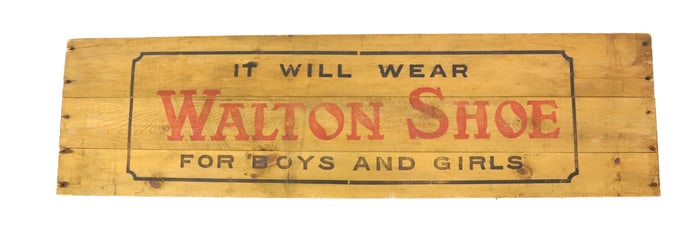 IT WILL WEAR
WALTON SHOE
FOR BOYS AND GIRLS